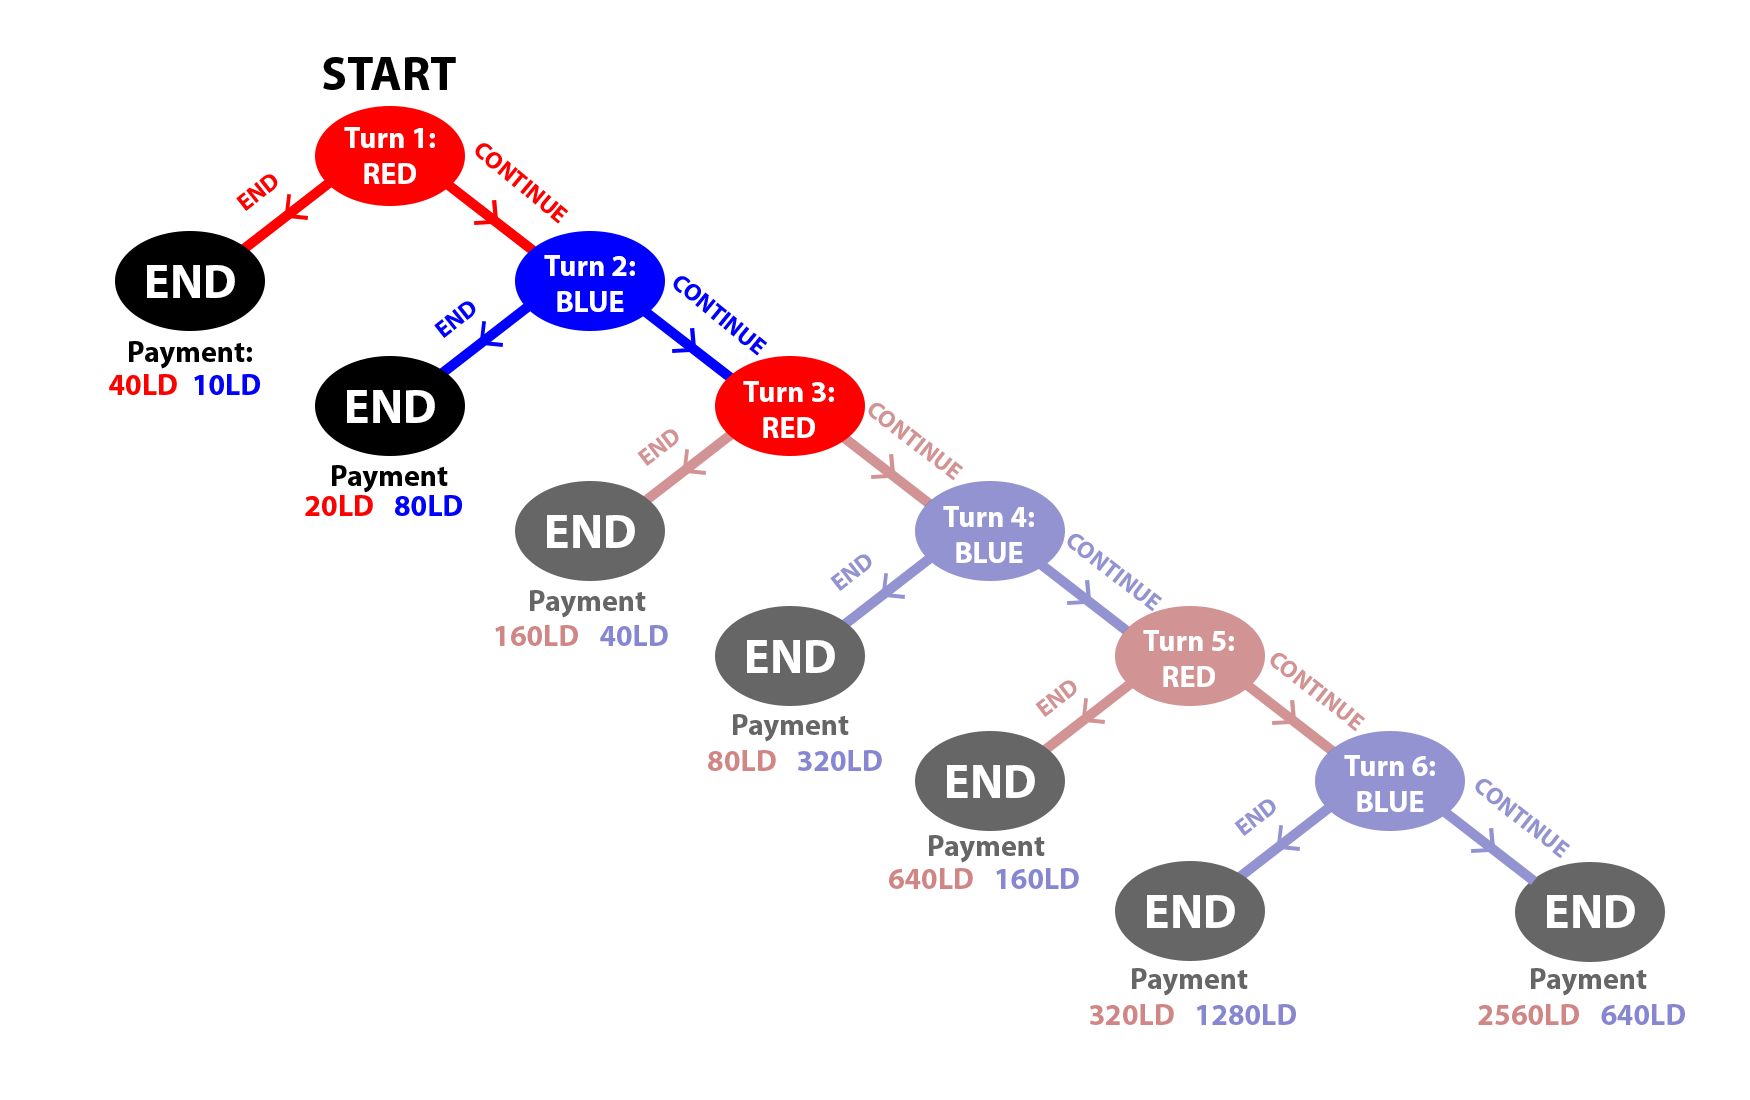 START
Turn 1:
RED
END
CONTINUE
END
Payment:
40LD 10LD
Turn 2:
BLUE
END
CONTINUE
END
Payment
20LD 80LD
Turn 3:
RED
END
CONTINUE
END
Payment
160LD 40LD
Turn 4:
BLUE
END
CONTINUE
END
Payment
80LD 320LD
Turn 5:
RED
END
CONTINUE
END
Payment
640LD 160LD
Turn 6:
BLUE
END
CONTINUE
END
Payment
320LD 1280LD
END
Payment
2560LD 640LD